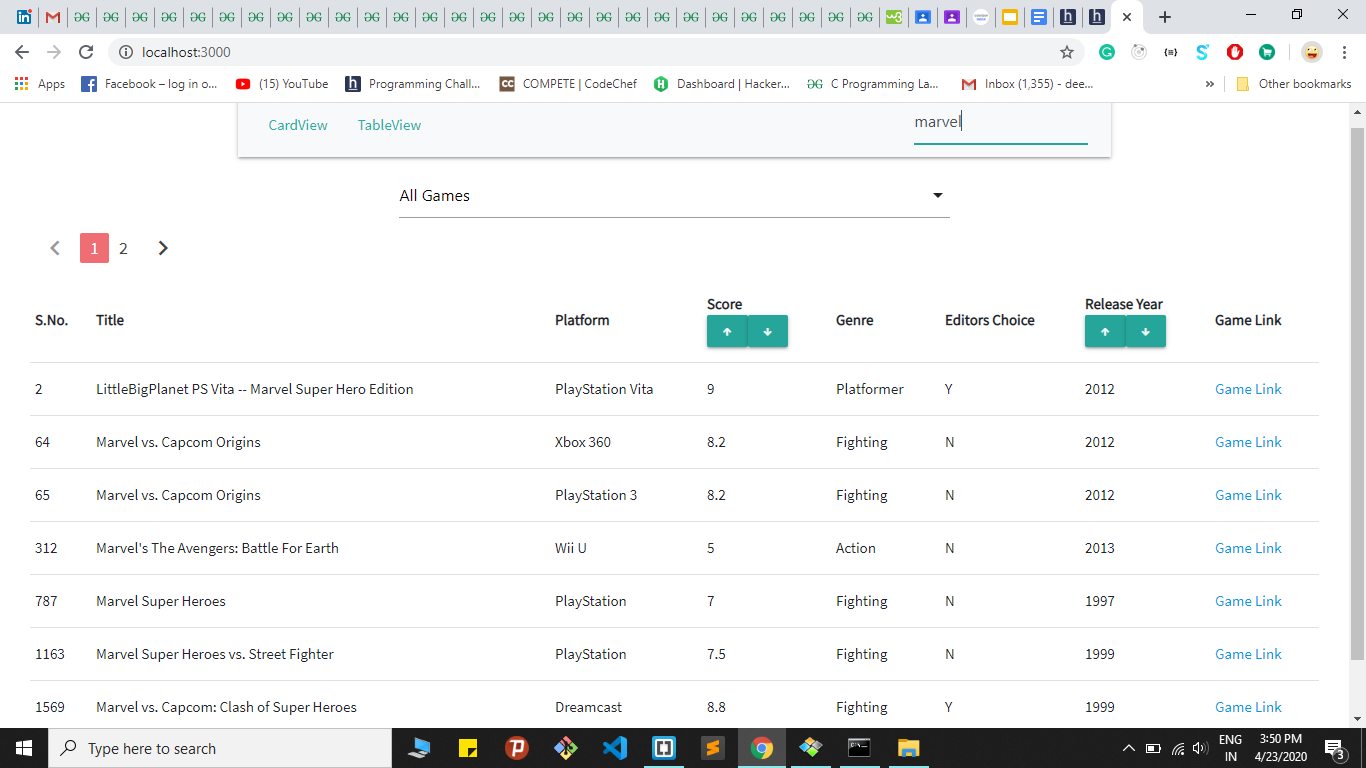 localhost:3000
Apps Facebook – log in o... (15) YouTube Programming Chall... COMPETE | CodeChef Dashboard | Hacker... C Programming La... Inbox (1,355) - dee... » Other bookmarks
CardView TableView marvel
All Games
1 2
S.No. Title Platform Score Genre Editors Choice Release Year Game Link
2 LittleBigPlanet PS Vita -- Marvel Super Hero Edition PlayStation Vita 9 Platformer Y 2012 Game Link
64 Marvel vs. Capcom Origins Xbox 360 8.2 Fighting N 2012 Game Link
65 Marvel vs. Capcom Origins PlayStation 3 8.2 Fighting N 2012 Game Link
312 Marvel's The Avengers: Battle For Earth Wii U 5 Action N 2013 Game Link
787 Marvel Super Heroes PlayStation 7 Fighting N 1997 Game Link
1163 Marvel Super Heroes vs. Street Fighter PlayStation 7.5 Fighting N 1999 Game Link
1569 Marvel vs. Capcom: Clash of Super Heroes Dreamcast 8.8 Fighting Y 1999 Game Link
Type here to search ENG 3:50 PM
IN 4/23/2020 3